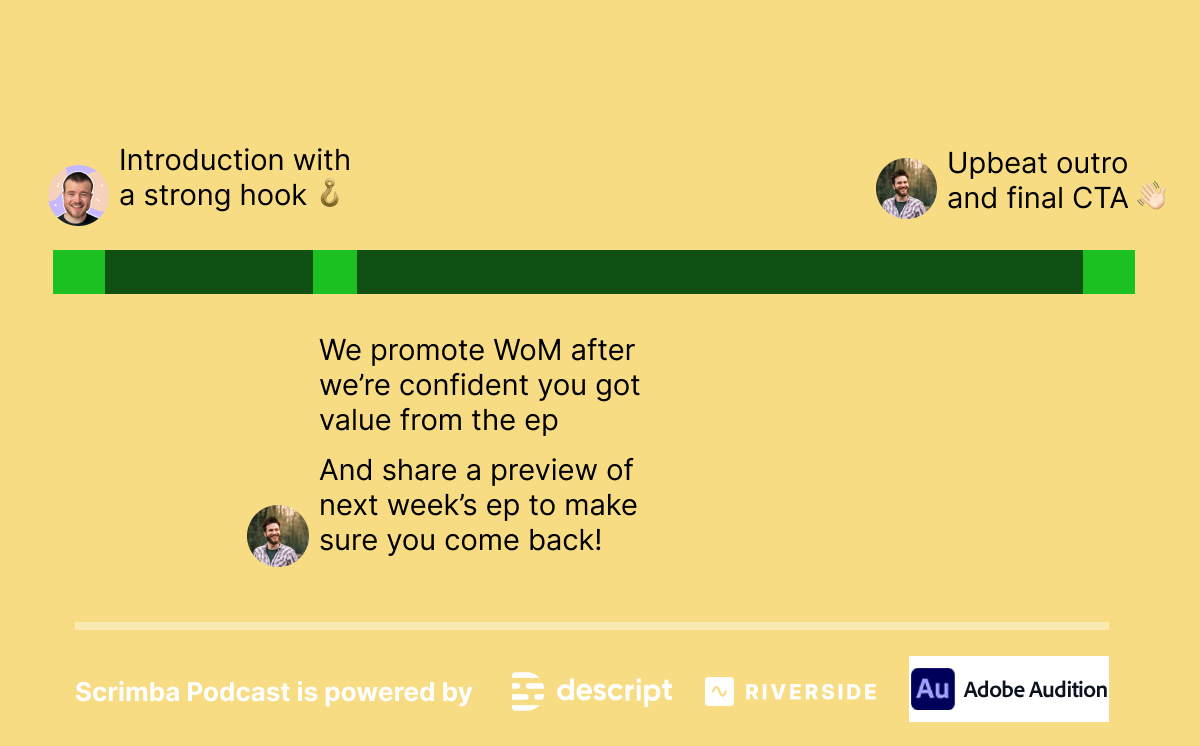 Introduction with
a strong hook 🪝
Upbeat outro
and final CTA 👋🏻
We promote WoM after
we’re confident you got
value from the ep
And share a preview of
next week’s ep to make
sure you come back!
Scrimba Podcast is powered by
descript
RIVERSIDE
Au Adobe Audition